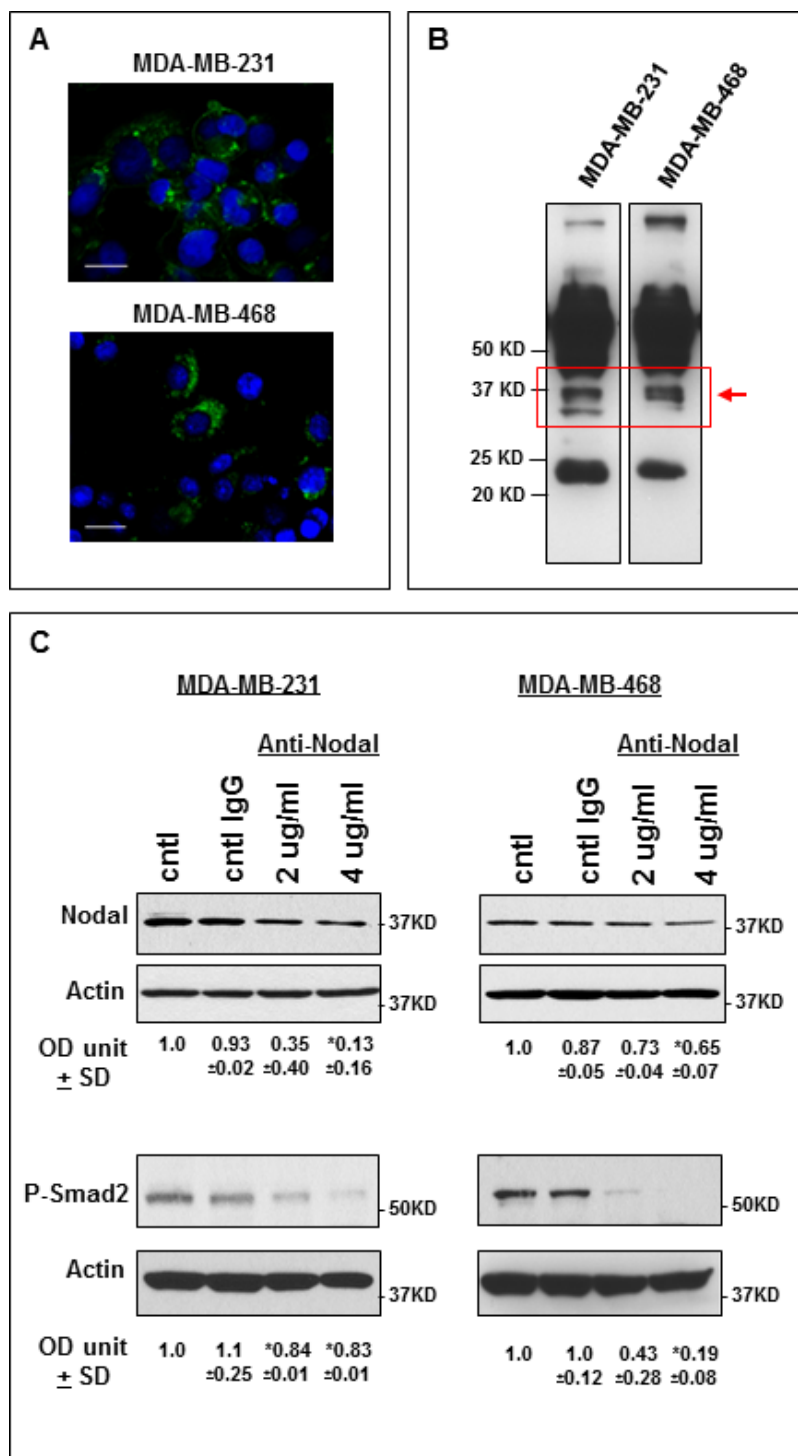 A
MDA-MB-231
MDA-MB-468
B
MDA-MB-231
MDA-MB-468
50 KD
37 KD
25 KD
20 KD
C
MDA-MB-231
MDA-MB-468
Anti-Nodal
Anti-Nodal
cntl
cntl IgG
2 ug/ml
4 ug/ml
cntl
cntl IgG
2 ug/ml
4 ug/ml
Nodal
37KD
37KD
Actin
37KD
37KD
OD unit 1.0 0.93 0.35 *0.13 1.0 0.87 0.73 *0.65
± SD ±0.02 ±0.40 ±0.16 ±0.05 ±0.04 ±0.07
P-Smad2
50KD
50KD
Actin
37KD
37KD
OD unit 1.0 1.1 *0.84 *0.83 1.0 1.0 0.43 *0.19
± SD ±0.25 ±0.01 ±0.01 ±0.12 ±0.28 ±0.08